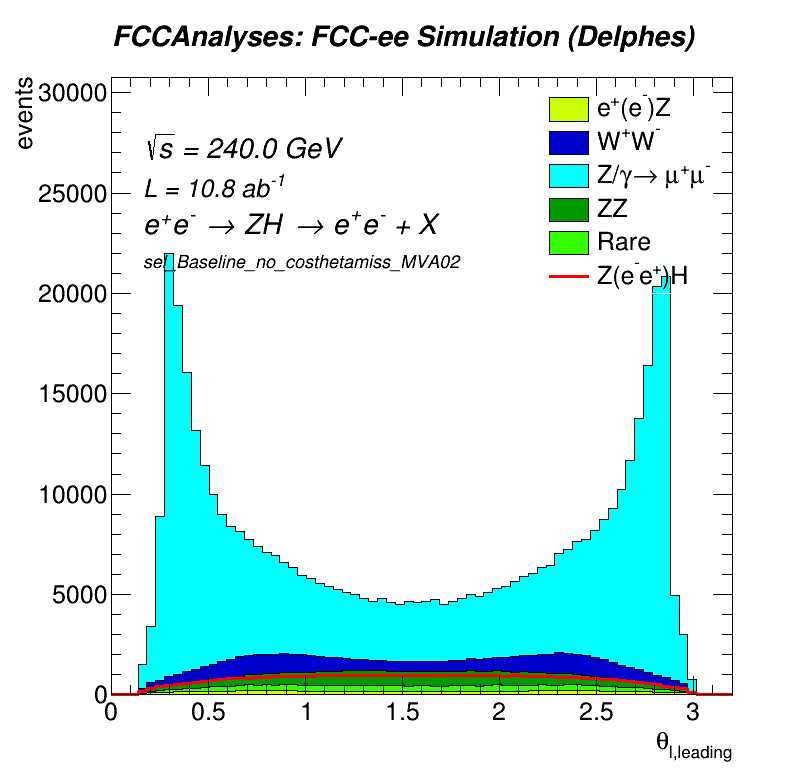 FCCAnalyses: FCC-ee Simulation (Delphes)
events
30000
25000
20000
15000
10000
5000
0
√s = 240.0 GeV
L = 10.8 ab⁻¹
e⁺e⁻ → ZH → e⁺e⁻ + X
sel_Baseline_no_costhetamiss_MVA02
e⁺(e⁻)Z
W⁺W⁻
Z/γ→ μ⁺μ⁻
ZZ
Rare
Z(e⁻e⁺)H
0 0.5 1 1.5 2 2.5 3
θl,leading